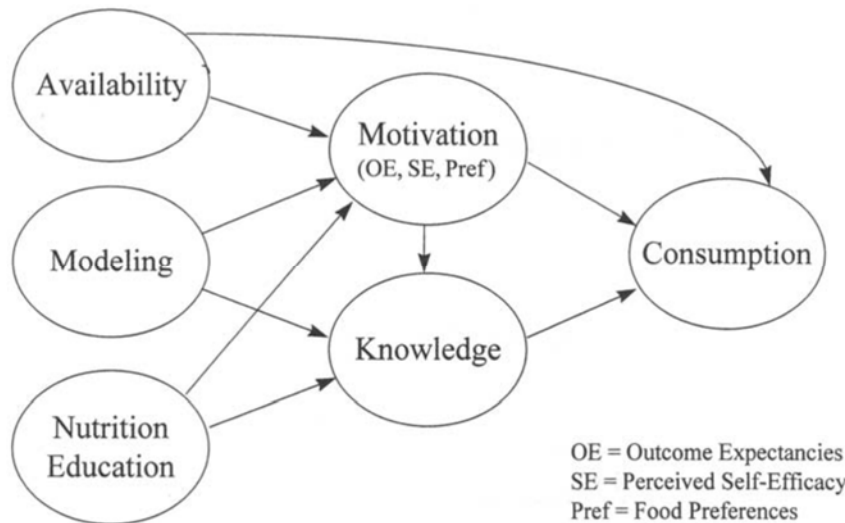 Availability
Motivation
(OE, SE, Pref)
Modeling
Consumption
Knowledge
Nutrition
Education
OE = Outcome Expectancies
SE = Perceived Self-Efficacy
Pref = Food Preferences